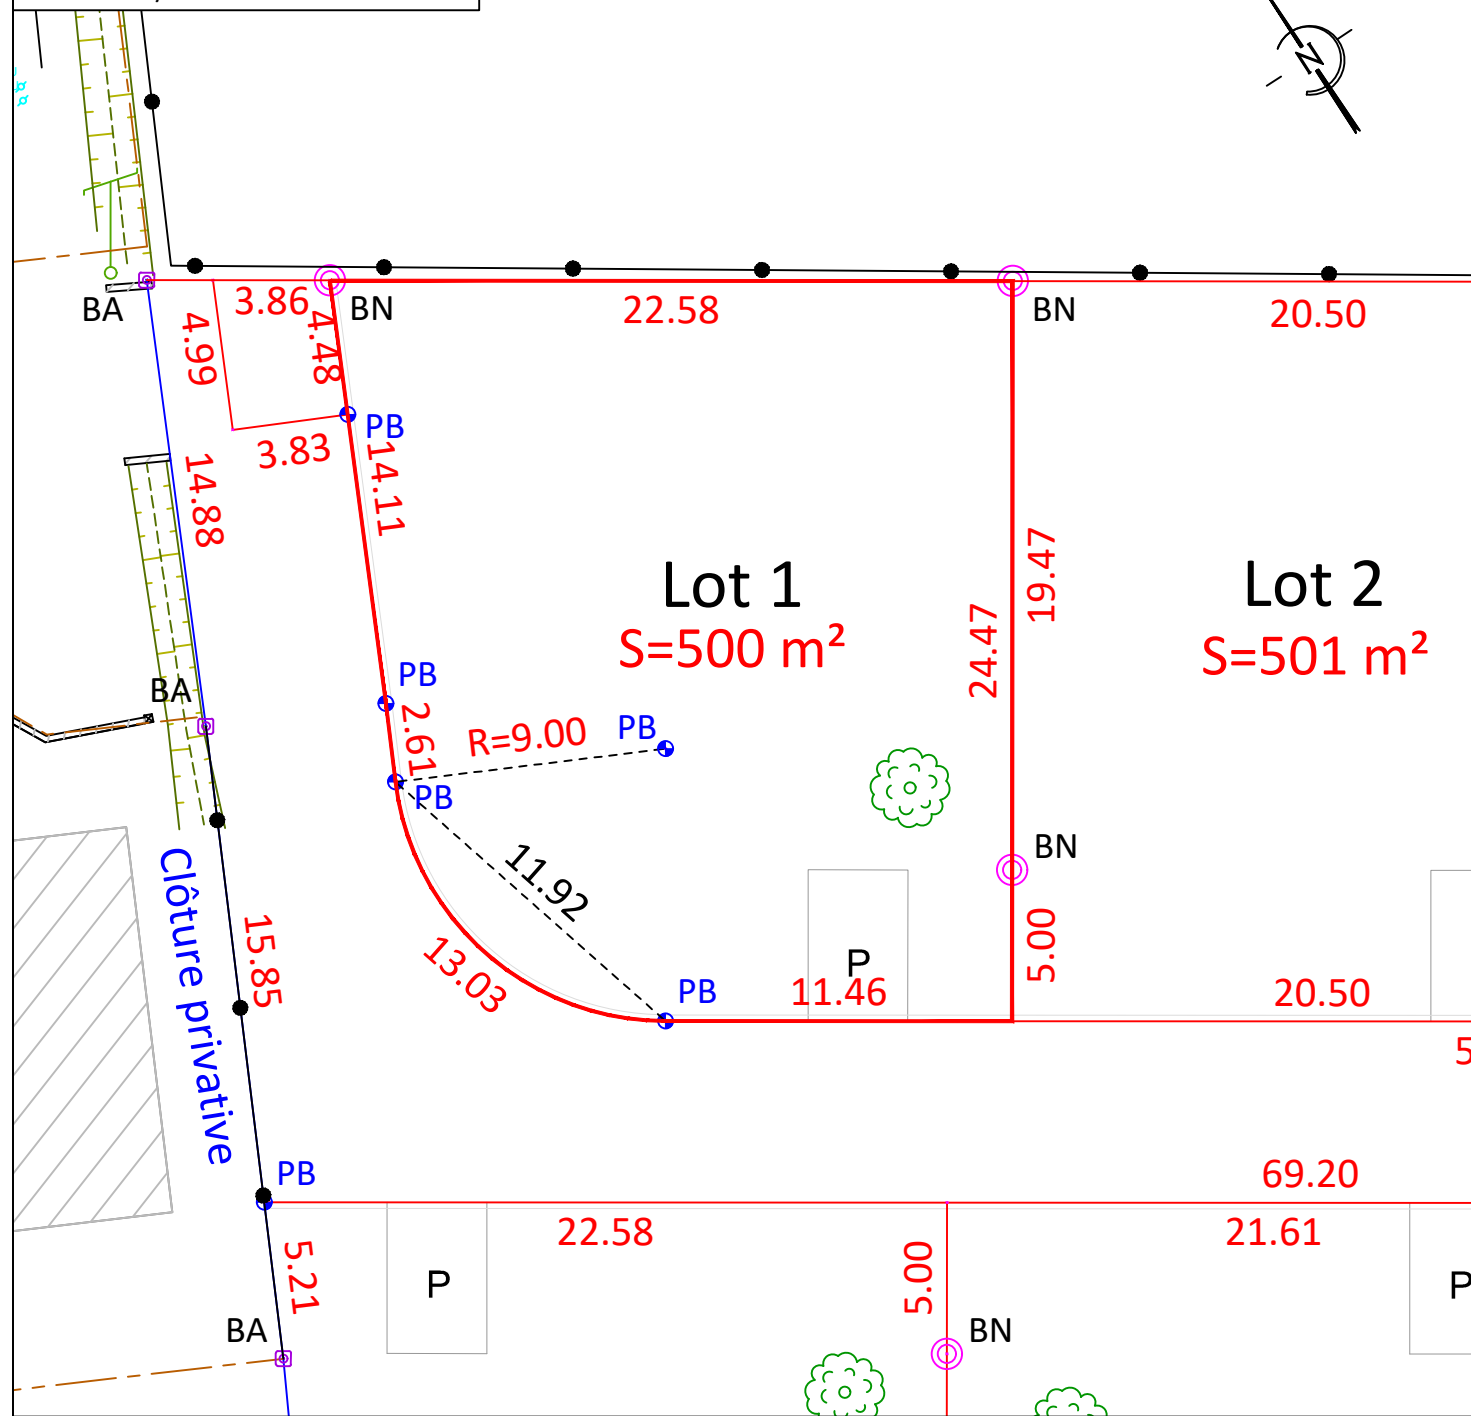 N
BA
3.86
BN
22.58
BN
20.50
4.99
4.48
PB
3.83
14.11
14.88
Lot 1
S=500 m²
19.47
24.47
Lot 2
S=501 m²
BA
PB
2.61
R=9.00
PB
PB
11.92
BN
Clôture privative
15.85
13.03
PB
P
11.46
5.00
20.50
5
PB
69.20
22.58
21.61
5.21
P
5.00
P
BA
BN